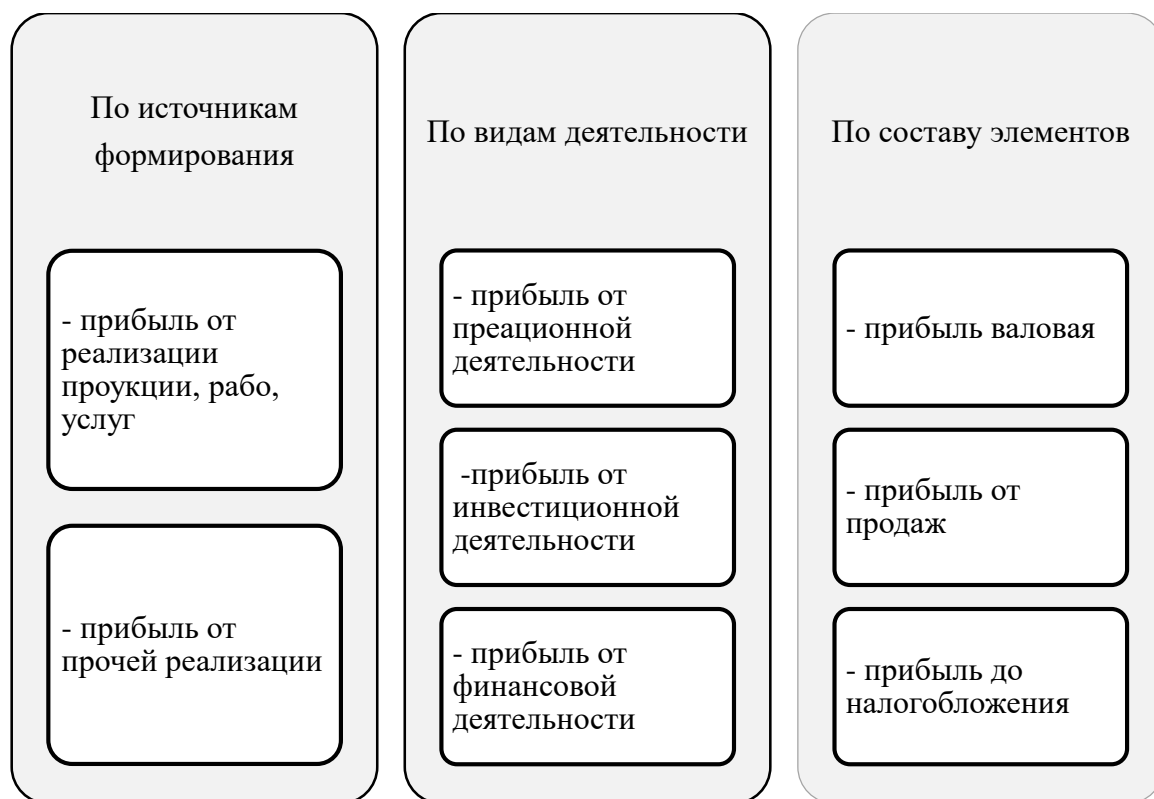 По источникам
формирования
- прибыль от
реализации
проукции, рабо,
услуг
- прибыль от
прочей реализации
По видам деятельности
- прибыль от
преационной
деятельности
-прибыль от
инвестиционной
деятельности
- прибыль от
финансовой
деятельности
По составу элементов
- прибыль валовая
- прибыль от
продаж
- прибыль до
налогобложения